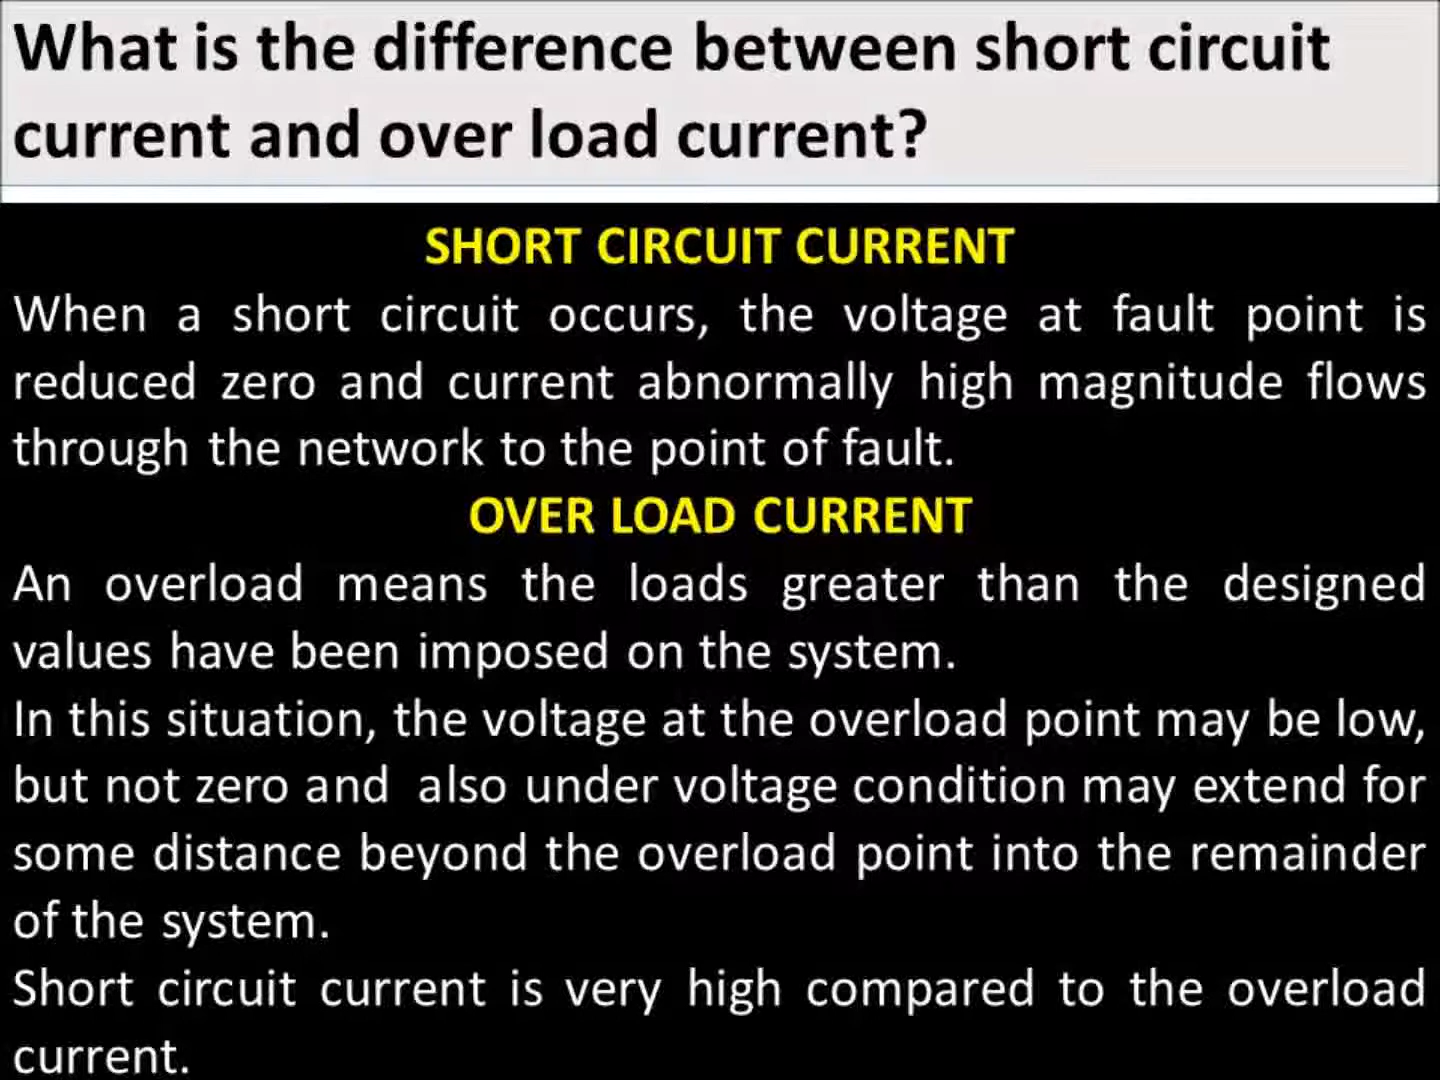 What is the difference between short circuit
current and over load current?
SHORT CIRCUIT CURRENT
When a short circuit occurs, the voltage at fault point is
reduced zero and current abnormally high magnitude flows
through the network to the point of fault.
OVER LOAD CURRENT
An overload means the loads greater than the designed
values have been imposed on the system.
In this situation, the voltage at the overload point may be low,
but not zero and also under voltage condition may extend for
some distance beyond the overload point into the remainder
of the system.
Short circuit current is very high compared to the overload
current.